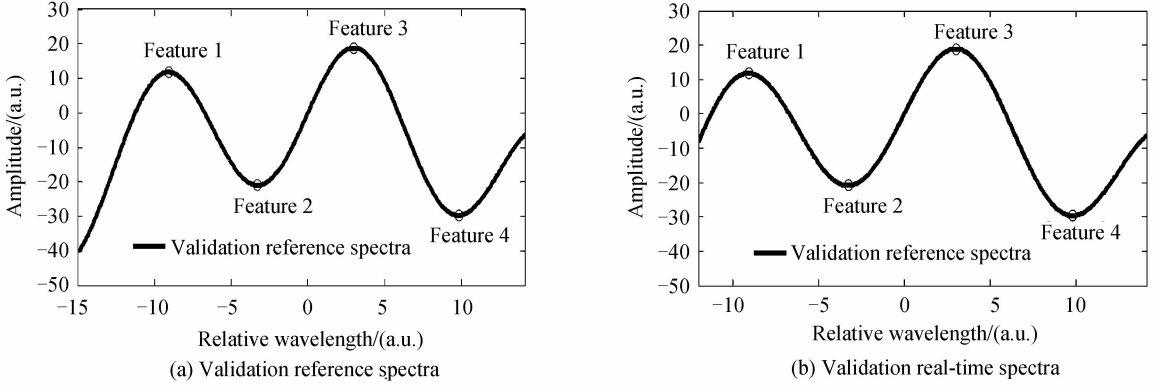 30
20
10
0
−10
−20
−30
−40
−50
Amplitude/(a.u.)
Feature 1
Feature 2
Feature 3
Feature 4
Validation reference spectra
−15 −10 −5 0 5 10
Relative wavelength/(a.u.)
(a) Validation reference spectra
30
20
10
0
−10
−20
−30
−40
−50
Amplitude/(a.u.)
Feature 1
Feature 2
Feature 3
Feature 4
Validation reference spectra
−10 −5 0 5 10
Relative wavelength/(a.u.)
(b) Validation real-time spectra